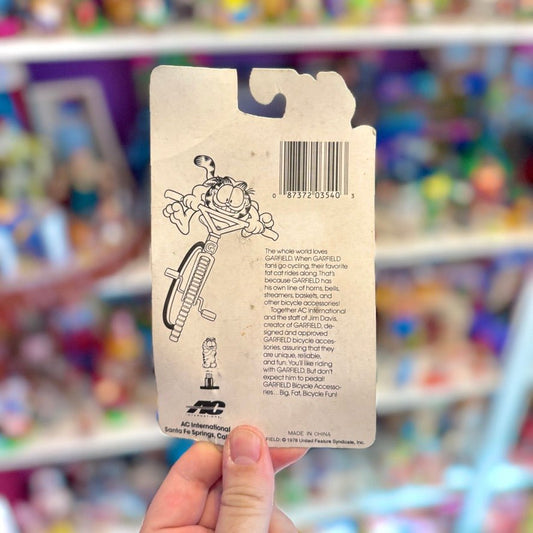 0 87372 03540 3
The whole world loves
GARFIELD. When GARFIELD
fans go cycling, their favorite
fat cat rides along. That's
because GARFIELD has
his own line of horns, bells,
streamers, baskets, and
other bicycle accessories!
Together AC International
and the staff of Jim Davis,
creator of GARFIELD, de-
signed and approved
GARFIELD bicycle acces-
sories, assuring that they
are unique, reliable,
and fun. You'll like riding
with GARFIELD. But don't
expect him to pedal!
GARFIELD Bicycle Accesso-
ries... Big, Fat, Bicycle Fun!
AC
INTERNATIONAL
AC International
Santa Fe Springs,
MADE IN CHINA
© 1978 United Feature Syndicate, Inc.